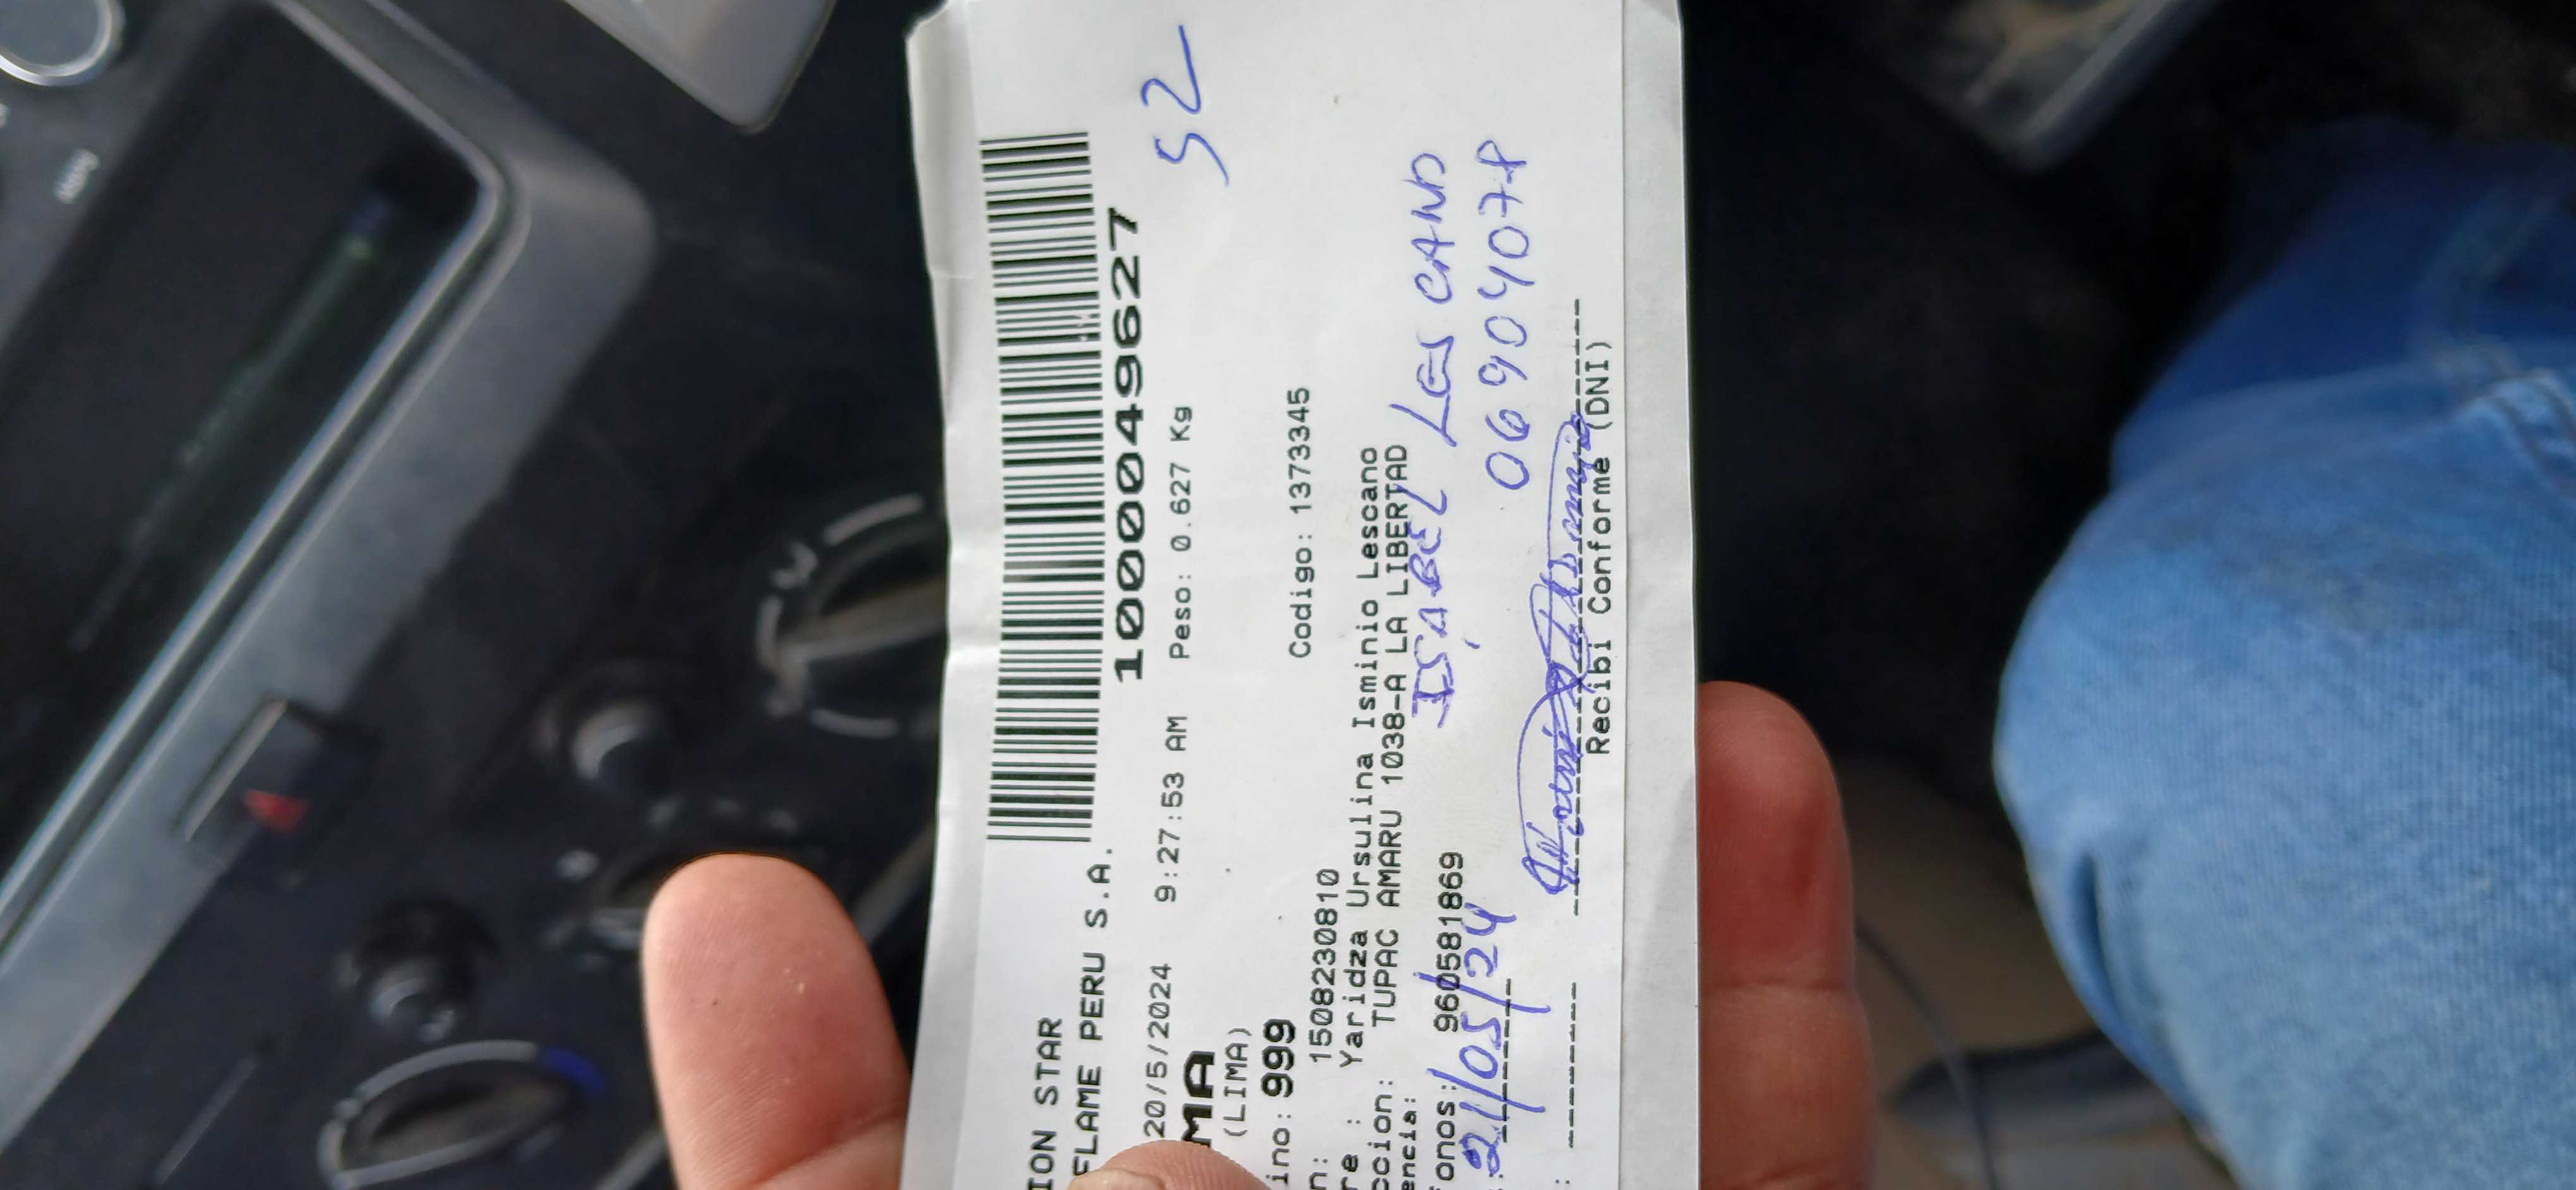 ION STAR
FLAME PERU S.A.
10000049627
20/5/2024 9:27:53 AM Peso: 0.627 Kg
52
MA
(LIMA)
ino: 999 Codigo: 1373345
n: 15082230810
re : Yaridza Ursulina Isminio Lescano
ccion: TUPAC AMARU 1038-A LA LIBERTAD
encia:
fonos: 960581869
ISABEL LESCANO
: 21/05/24
06904078
Recibi Conforme (DNI)